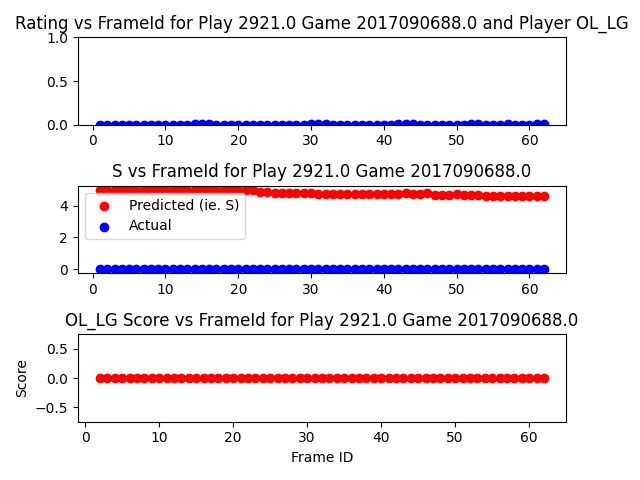 Rating vs FrameId for Play 2921.0 Game 2017090688.0 and Player OL_LG
1.0
0.5
0.0
0 10 20 30 40 50 60
S vs FrameId for Play 2921.0 Game 2017090688.0
4
2
0
Predicted (ie. S)
Actual
0 10 20 30 40 50 60
OL_LG Score vs FrameId for Play 2921.0 Game 2017090688.0
Score
0.5
0.0
−0.5
0 10 20 30 40 50 60
Frame ID